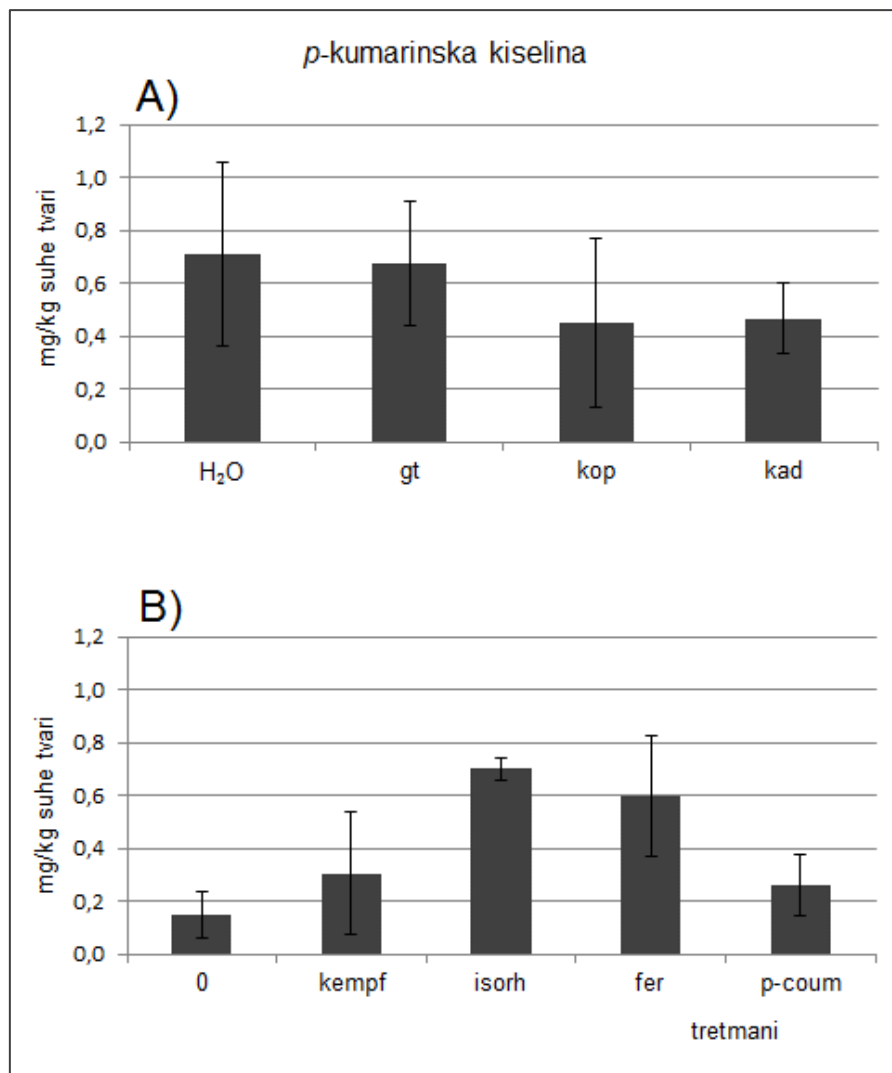 p-kumarinska kiselina
A)
mg/kg suhe tvari
1,2
1,0
0,8
0,6
0,4
0,2
0,0
H₂O gt kop kad
B)
mg/kg suhe tvari
1,2
1,0
0,8
0,6
0,4
0,2
0,0
0 kempf isorh fer p-coum
tretmani